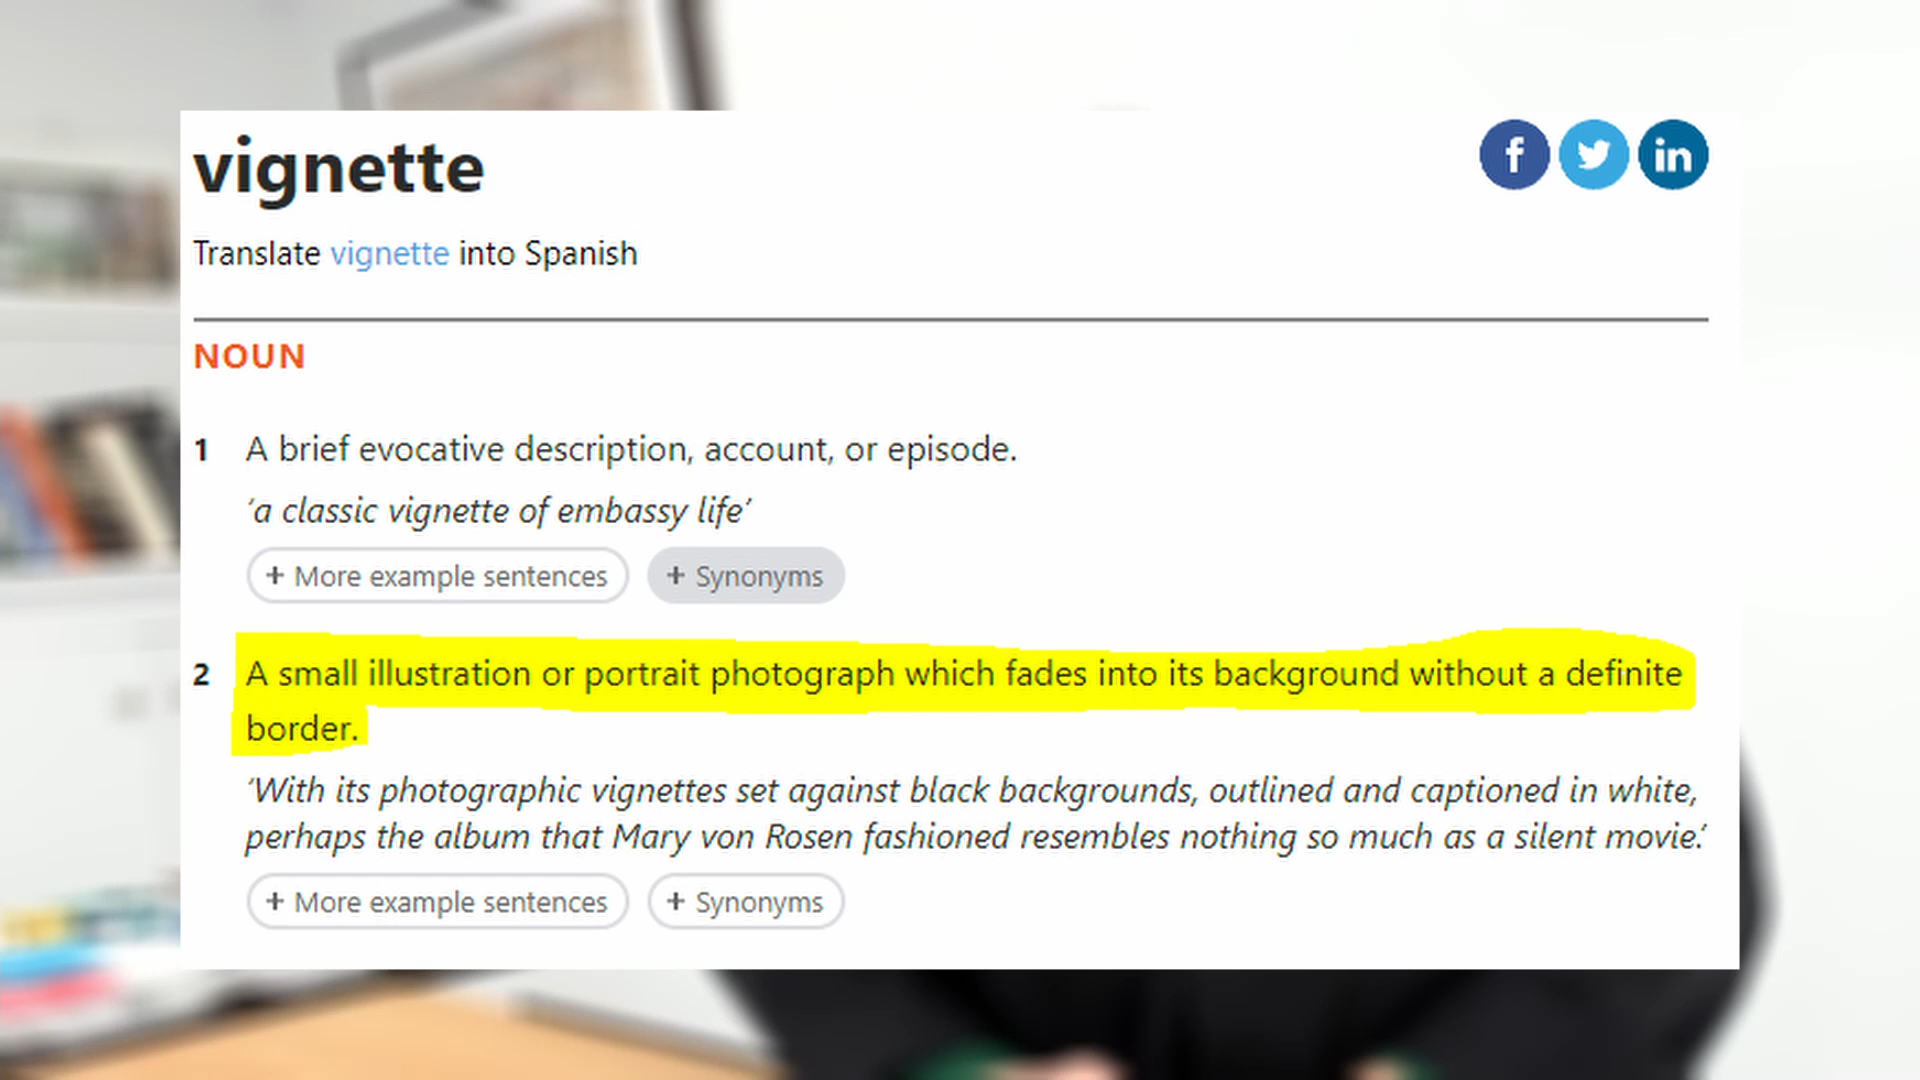 vignette
f
in
Translate vignette into Spanish
NOUN
1 A brief evocative description, account, or episode.
‘a classic vignette of embassy life’
+ More example sentences
+ Synonyms
2 A small illustration or portrait photograph which fades into its background without a definite
border.
‘With its photographic vignettes set against black backgrounds, outlined and captioned in white,
perhaps the album that Mary von Rosen fashioned resembles nothing so much as a silent movie.’
+ More example sentences
+ Synonyms